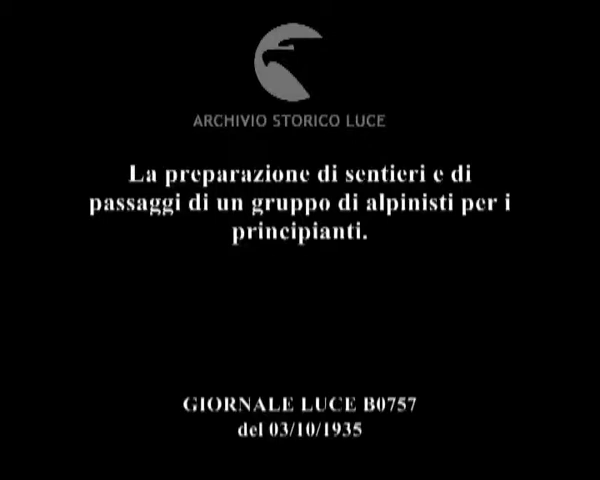 ARCHIVIO STORICO LUCE
La preparazione di sentieri e di
passaggi di un gruppo di alpinisti per i
principianti.
GIORNALE LUCE B0757
del 03/10/1935